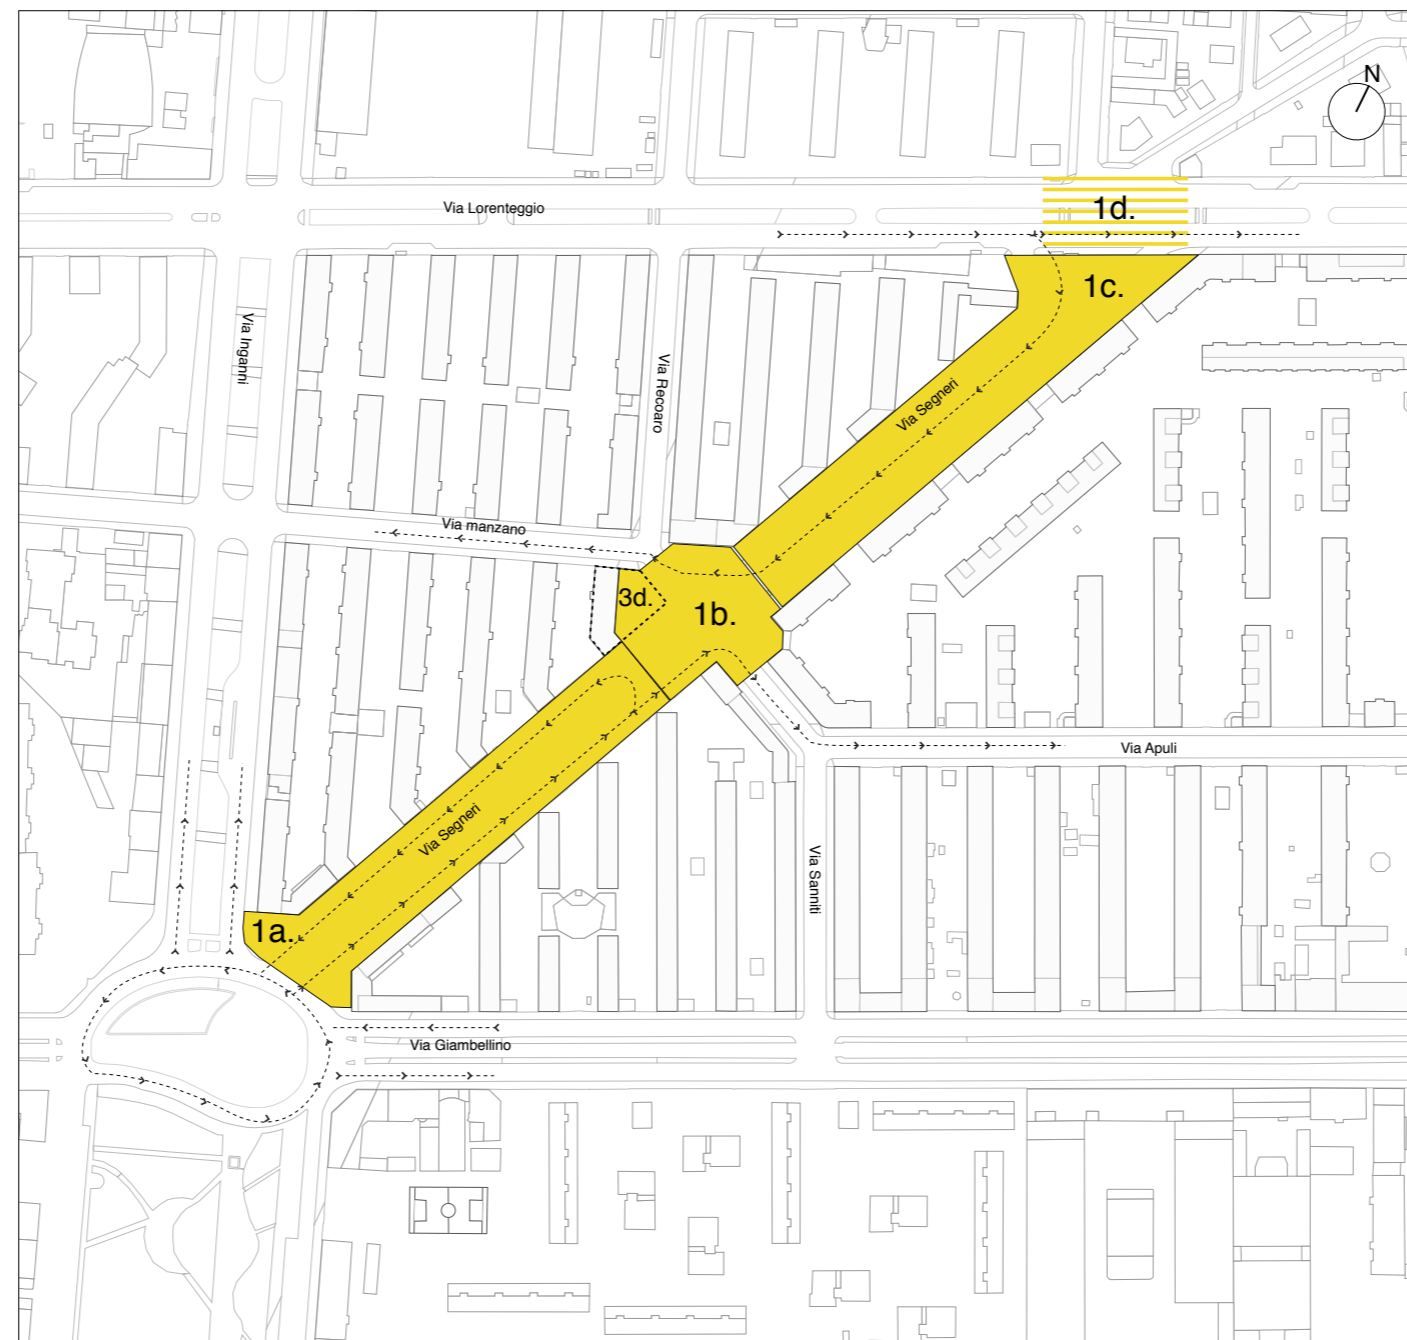 N
Via Lorenteggio
1d.
1c.
Via Inganni
Via Recoaro
Via Segneri
Via manzano
3d.
1b.
Via Apuli
Via Segneri
Via Sanniti
1a.
Via Giambellino